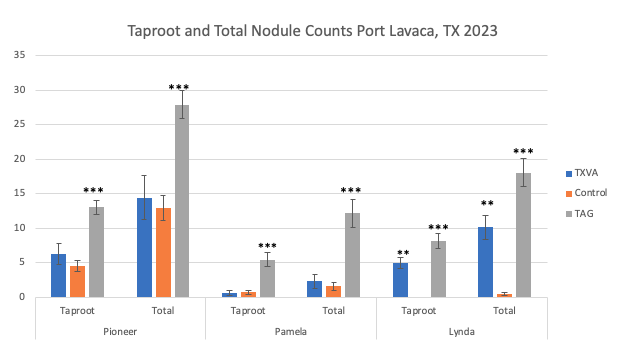 Taproot and Total Nodule Counts Port Lavaca, TX 2023
35
30
25
20
15
10
5
0
***
***
***
***
**
***
**
***
Taproot Total Taproot Total Taproot Total
Pioneer Pamela Lynda
TXVA
Control
TAG